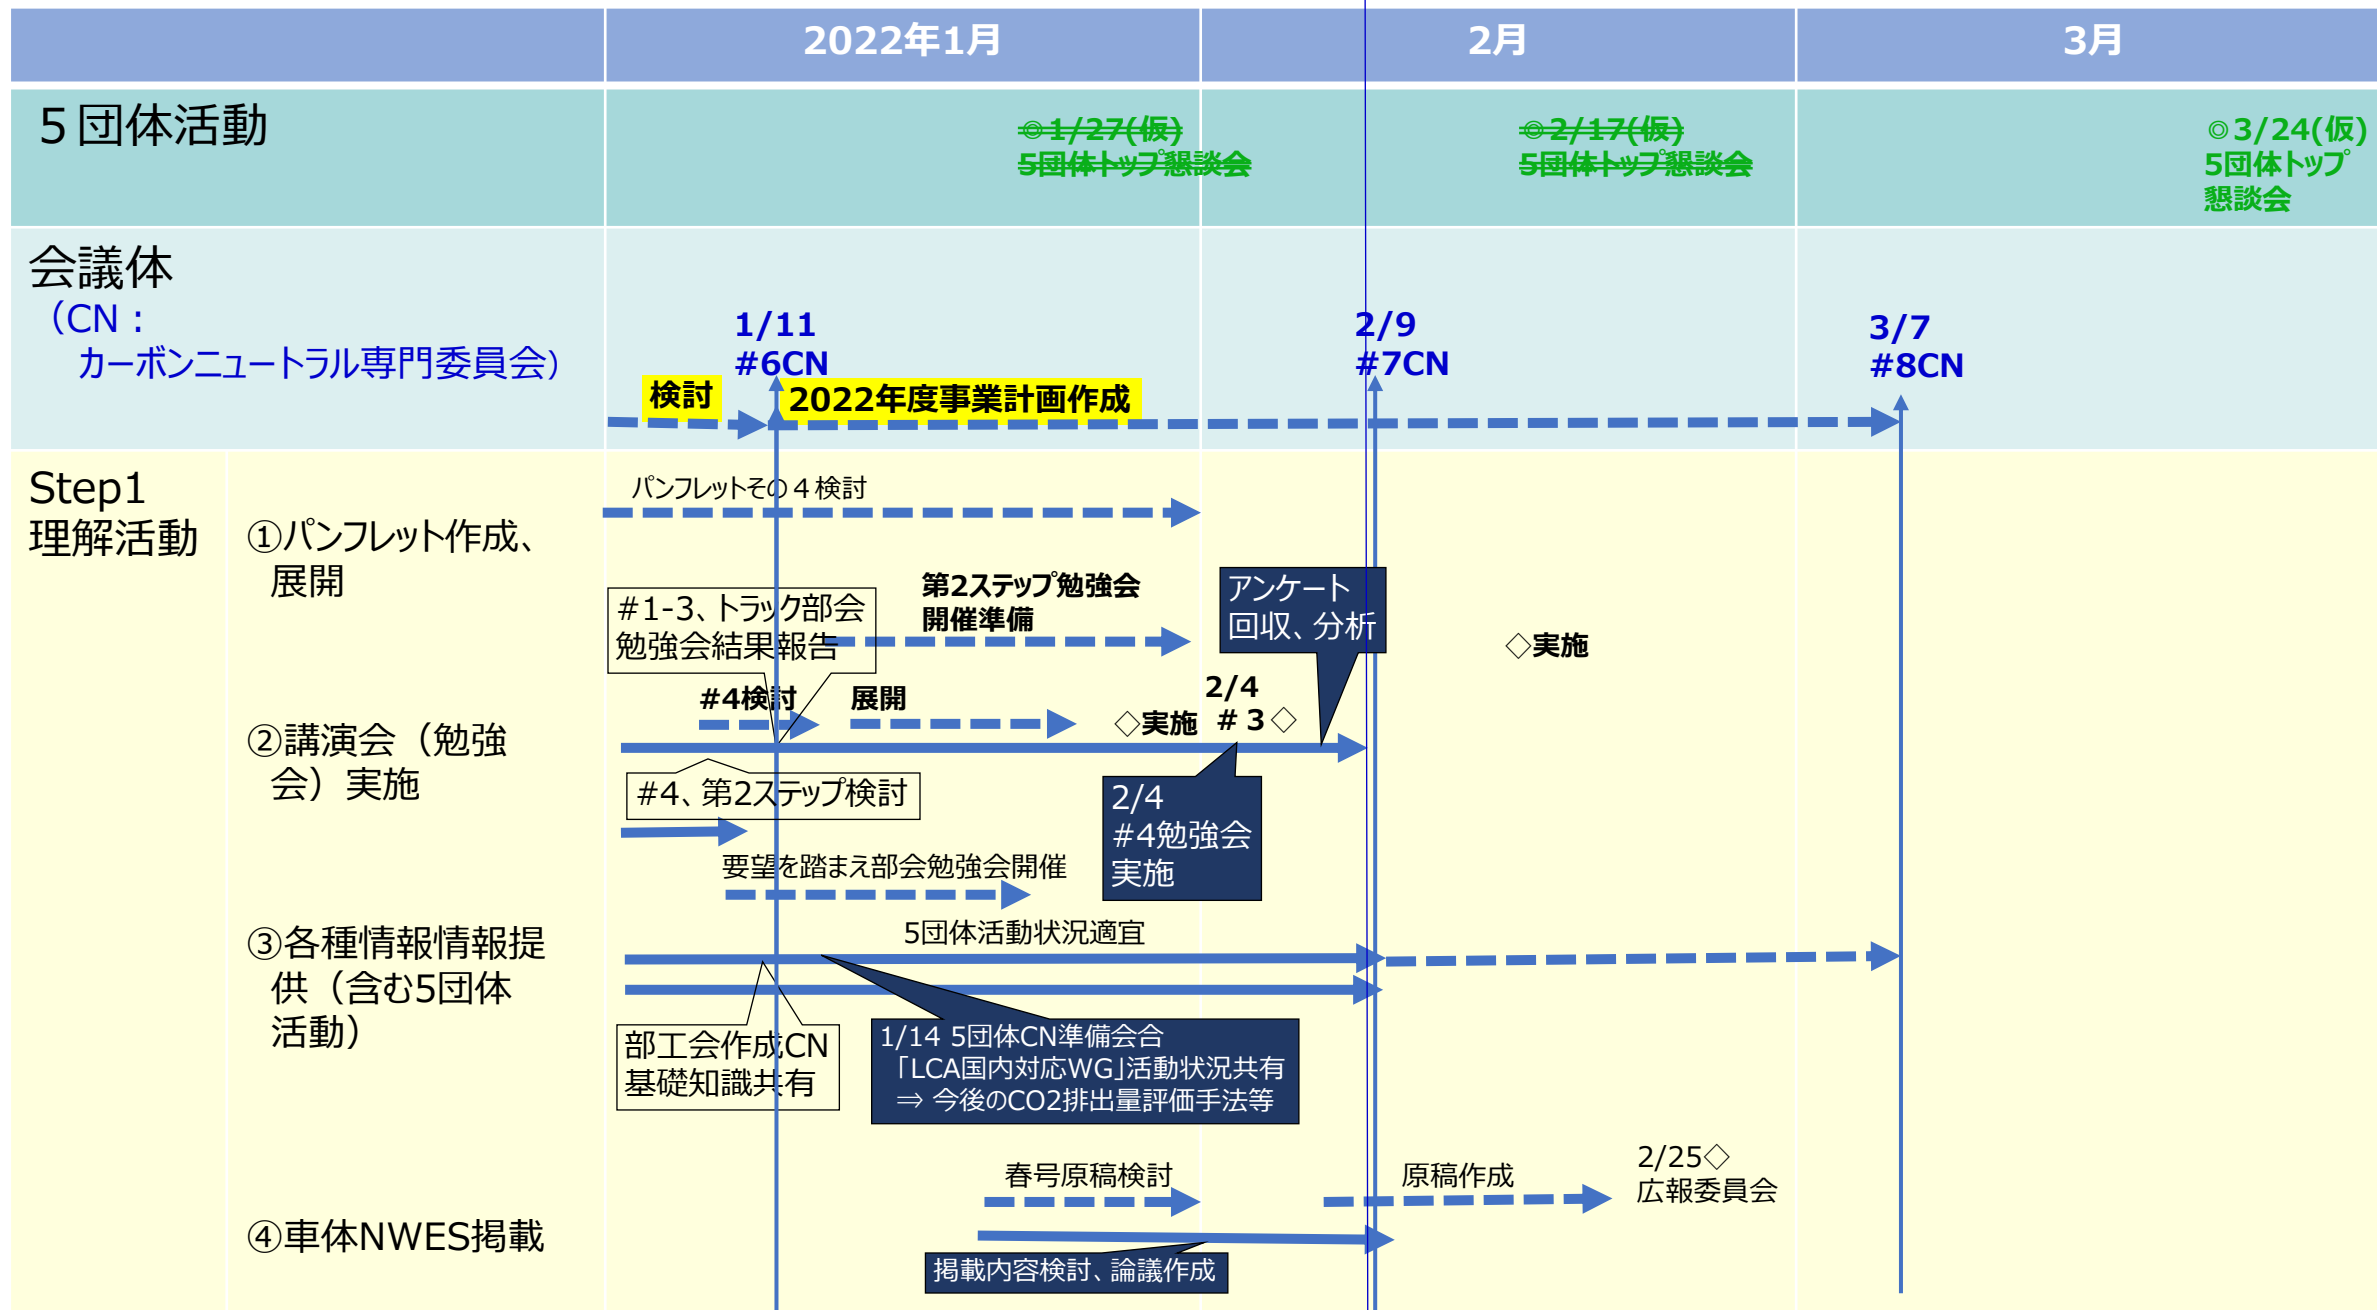 2022年1月
2月
3月
５団体活動
◎1/27(仮)
5団体トップ懇談会
◎2/17(仮)
5団体トップ懇談会
◎3/24(仮)
5団体トップ
懇談会
会議体
（CN：
カーボンニュートラル専門委員会）
1/11
#6CN
2/9
#7CN
3/7
#8CN
検討
2022年度事業計画作成
Step1
理解活動
①パンフレット作成、
展開
パンフレットその４検討
#1-3、トラック部会
勉強会結果報告
第2ステップ勉強会
開催準備
アンケート
回収、分析
◇実施
②講演会（勉強
会）実施
#4検討
展開
◇実施
2/4
＃３◇
#4、第2ステップ検討
2/4
#4勉強会
実施
要望を踏まえ部会勉強会開催
③各種情報情報提
供（含む5団体
活動）
5団体活動状況適宜
部工会作成CN
基礎知識共有
1/14 5団体CN準備会合
「LCA国内対応WG」活動状況共有
⇒ 今後のCO2排出量評価手法等
④車体NWES掲載
春号原稿検討
原稿作成
2/25◇
広報委員会
掲載内容検討、論議作成